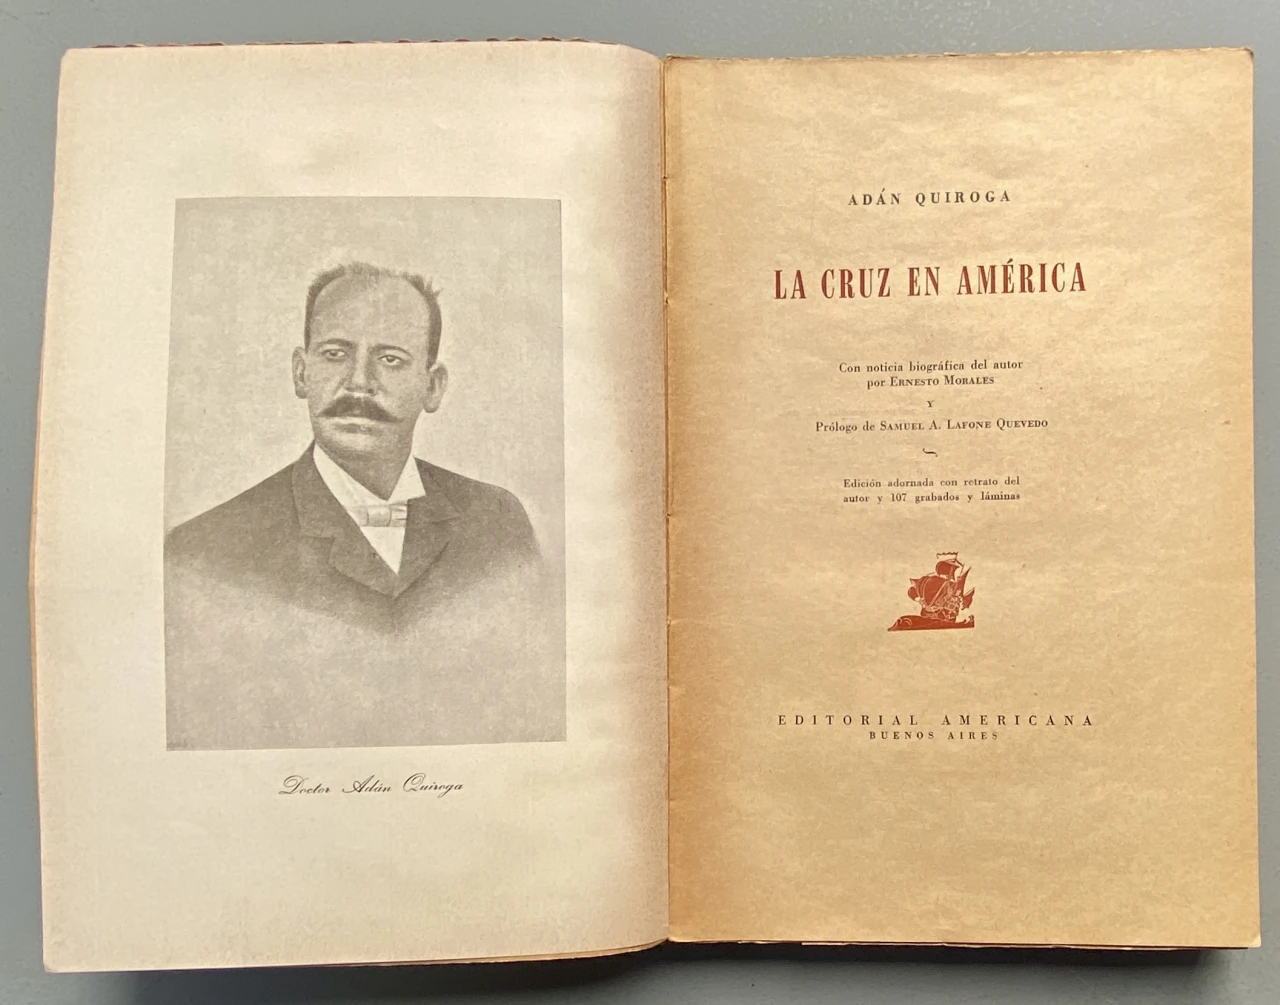 Doctor Adán Quiroga
ADÁN QUIROGA
LA CRUZ EN AMÉRICA
Con noticia biográfica del autor
por ERNESTO MORALES
Y
Prólogo de SAMUEL A. LAFONE QUEVEDO
Edición adornada con retrato del
autor y 107 grabados y láminas
EDITORIAL AMERICANA
BUENOS AIRES